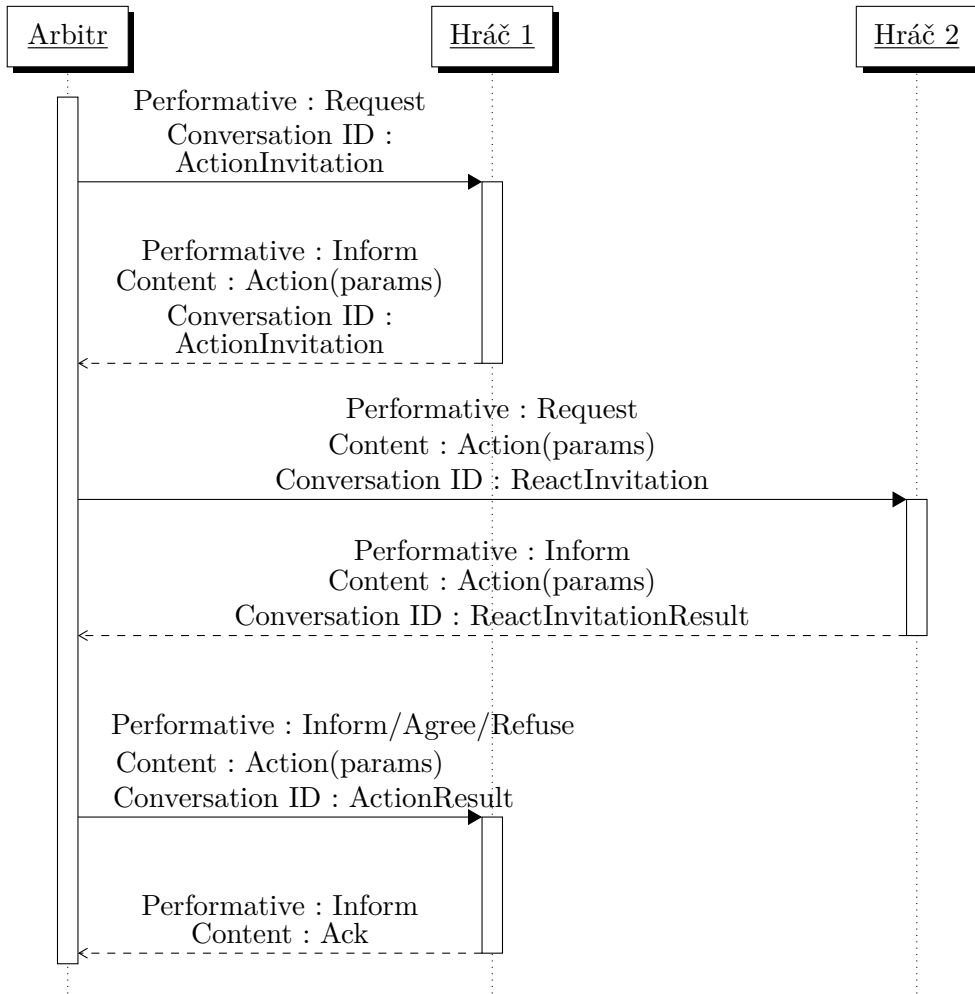 Arbitr
Hráč 1
Hráč 2
Performative : Request
Conversation ID :
ActionInvitation
Performative : Inform
Content : Action(params)
Conversation ID :
ActionInvitation
Performative : Request
Content : Action(params)
Conversation ID : ReactInvitation
Performative : Inform
Content : Action(params)
Conversation ID : ReactInvitationResult
Performative : Inform/Agree/Refuse
Content : Action(params)
Conversation ID : ActionResult
Performative : Inform
Content : Ack